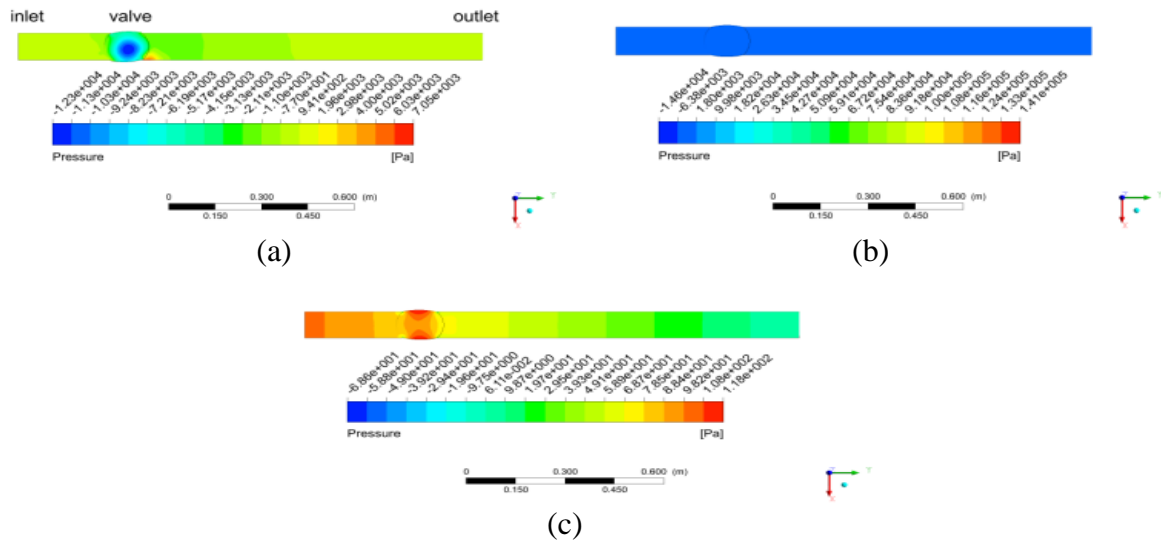 inlet valve outlet
-1.23e+004 -1.13e+004 -1.03e+004 -9.24e+003 -8.23e+003 -7.21e+003 -6.19e+003 -5.17e+003 -4.15e+003 -3.13e+003 -2.11e+003 -1.10e+003 -7.70e+001 9.41e+002 1.96e+003 2.98e+003 4.00e+003 5.02e+003 6.03e+003 7.05e+003
Pressure [Pa]
0 0.300 0.600 (m)
0.150 0.450
Z Y
X
(a)
-1.46e+004 -6.38e+003 1.80e+003 9.98e+003 1.82e+004 2.63e+004 3.45e+004 4.27e+004 5.09e+004 5.91e+004 6.72e+004 7.54e+004 8.36e+004 9.18e+004 1.00e+005 1.08e+005 1.16e+005 1.24e+005 1.33e+005 1.41e+005
Pressure [Pa]
0 0.300 0.600 (m)
0.150 0.450
Z Y
X
(b)
-6.86e+001 -5.88e+001 -4.90e+001 -3.92e+001 -2.94e+001 -1.96e+001 -9.75e+000 6.11e-002 9.87e+000 1.97e+001 2.95e+001 3.93e+001 4.91e+001 5.89e+001 6.87e+001 7.85e+001 8.84e+001 9.82e+001 1.08e+002 1.18e+002
Pressure [Pa]
0 0.300 0.600 (m)
0.150 0.450
Z Y
X
(c)